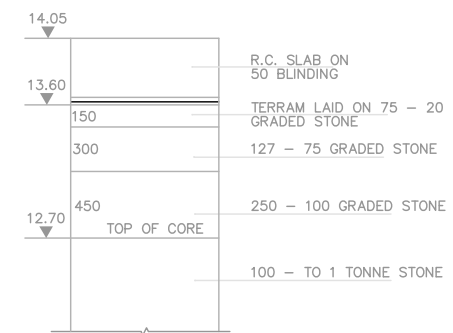 14.05
R.C. SLAB ON
50 BLINDING
13.60
TERRAM LAID ON 75 – 20
GRADED STONE
150
300
127 – 75 GRADED STONE
450
250 – 100 GRADED STONE
12.70
TOP OF CORE
100 – TO 1 TONNE STONE